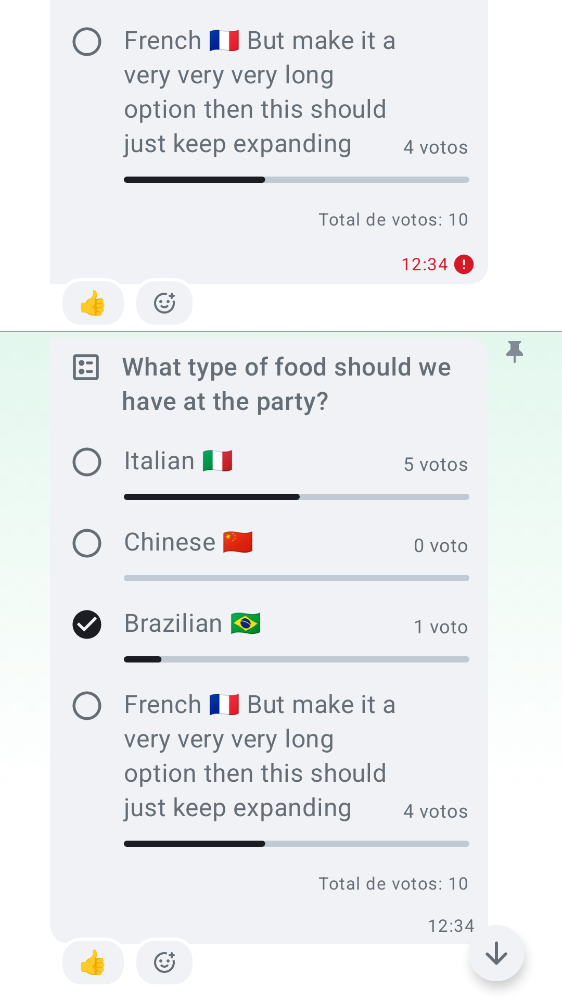 French 🇫🇷 But make it a
very very very long
option then this should
just keep expanding 4 votos
Total de votos: 10
12:34
What type of food should we
have at the party?
Italian 🇮🇹 5 votos
Chinese 🇨🇳 0 voto
Brazilian 🇧🇷 1 voto
French 🇫🇷 But make it a
very very very long
option then this should
just keep expanding 4 votos
Total de votos: 10
12:34